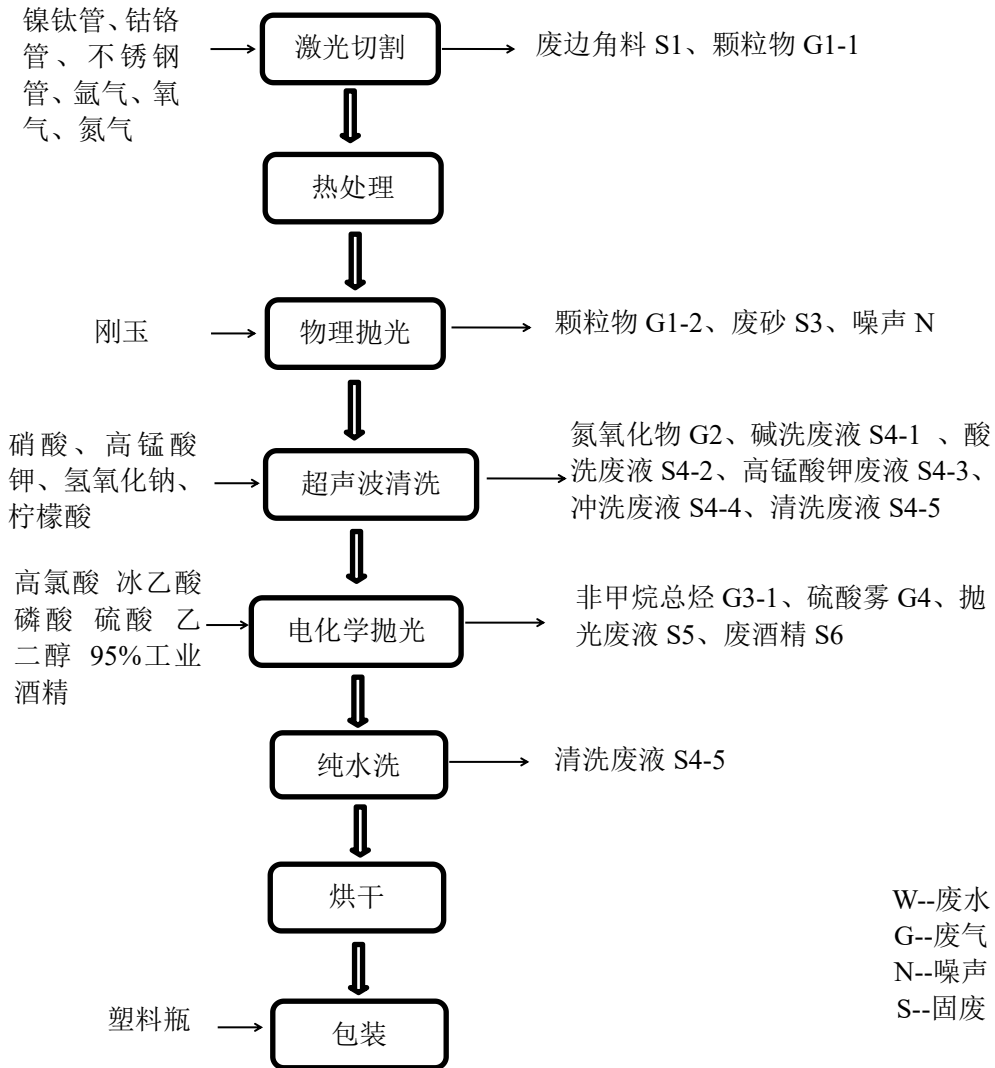 镍钛管、钴铬
管、不锈钢
管、氩气、氧
气、氮气
激光切割
废边角料 S1、颗粒物 G1-1
热处理
刚玉
物理抛光
颗粒物 G1-2、废砂 S3、噪声 N
硝酸、高锰酸
钾、氢氧化钠、
柠檬酸
超声波清洗
氮氧化物 G2、碱洗废液 S4-1 、酸
洗废液 S4-2、高锰酸钾废液 S4-3、
冲洗废液 S4-4、清洗废液 S4-5
高氯酸 冰乙酸
磷酸 硫酸 乙
二醇 95%工业
酒精
电化学抛光
非甲烷总烃 G3-1、硫酸雾 G4、抛
光废液 S5、废酒精 S6
纯水洗
清洗废液 S4-5
烘干
塑料瓶
包装
W--废水
G--废气
N--噪声
S--固废